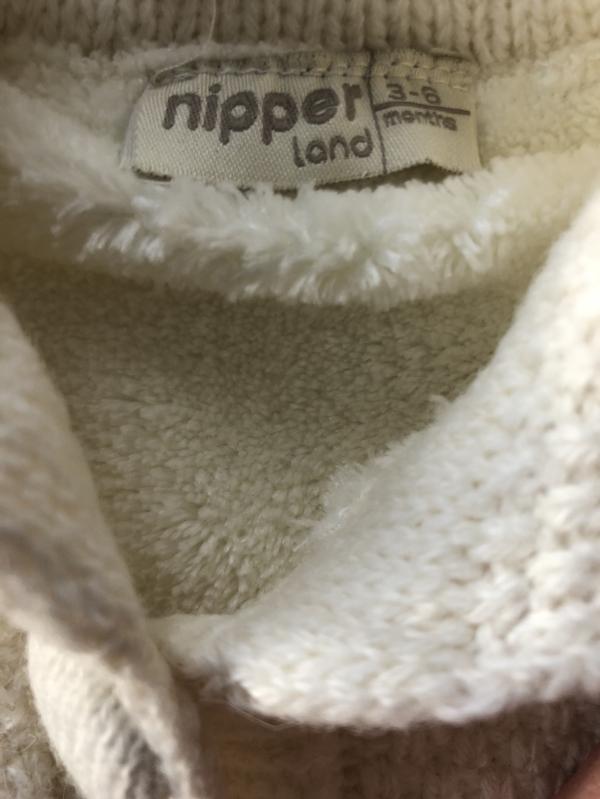 nipper
land
3-6
months